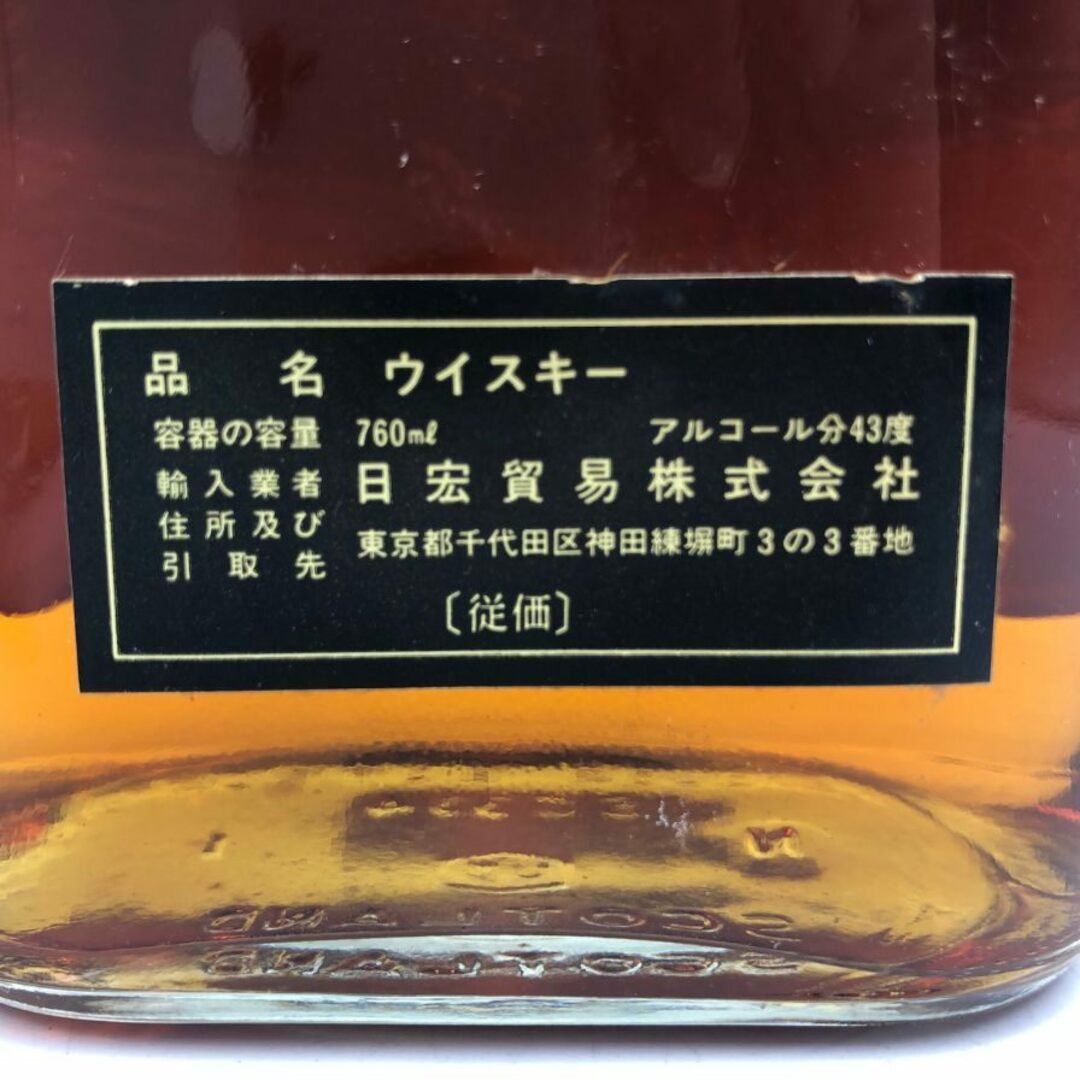 品名 ウイスキー
容器の容量 760ml アルコール分43度
輸入業者 日宏貿易株式会社
住所及び
引取先 東京都千代田区神田練塀町3の3番地
〔従価〕
SCOTLAND